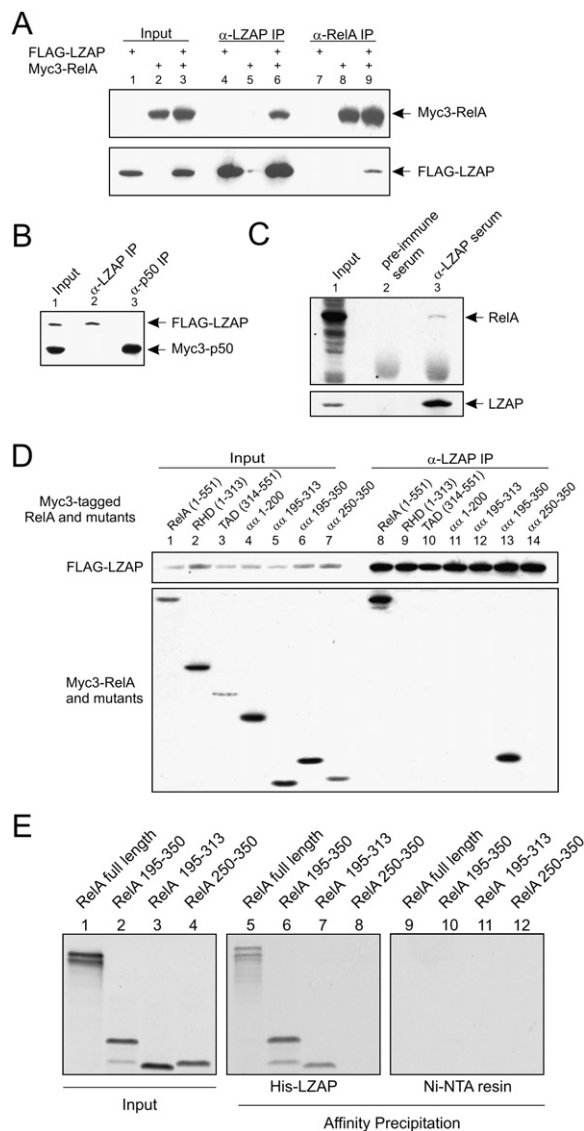 A
Input α-LZAP IP α-RelA IP
FLAG-LZAP + + + + + +
Myc3-RelA + + + + + +
1 2 3 4 5 6 7 8 9
Myc3-RelA
FLAG-LZAP
B
Input α-LZAP IP α-p50 IP
1 2 3
FLAG-LZAP
Myc3-p50
C
Input pre-immune serum α-LZAP serum
1 2 3
RelA
LZAP
D
Input α-LZAP IP
Myc3-tagged
RelA and mutants
RelA (1-551) RHD (1-313) TAD (314-551) αα 1-200 αα 195-313 αα 195-350 αα 250-350 RelA (1-551) RHD (1-313) TAD (314-551) αα 1-200 αα 195-313 αα 195-350 αα 250-350
1 2 3 4 5 6 7 8 9 10 11 12 13 14
FLAG-LZAP
Myc3-RelA
and mutants
E
RelA full length RelA 195-350 RelA 195-313 RelA 250-350 RelA full length RelA 195-350 RelA 195-313 RelA 250-350 RelA full length RelA 195-350 RelA 195-313 RelA 250-350
1 2 3 4 5 6 7 8 9 10 11 12
Input His-LZAP Ni-NTA resin
Affinity Precipitation